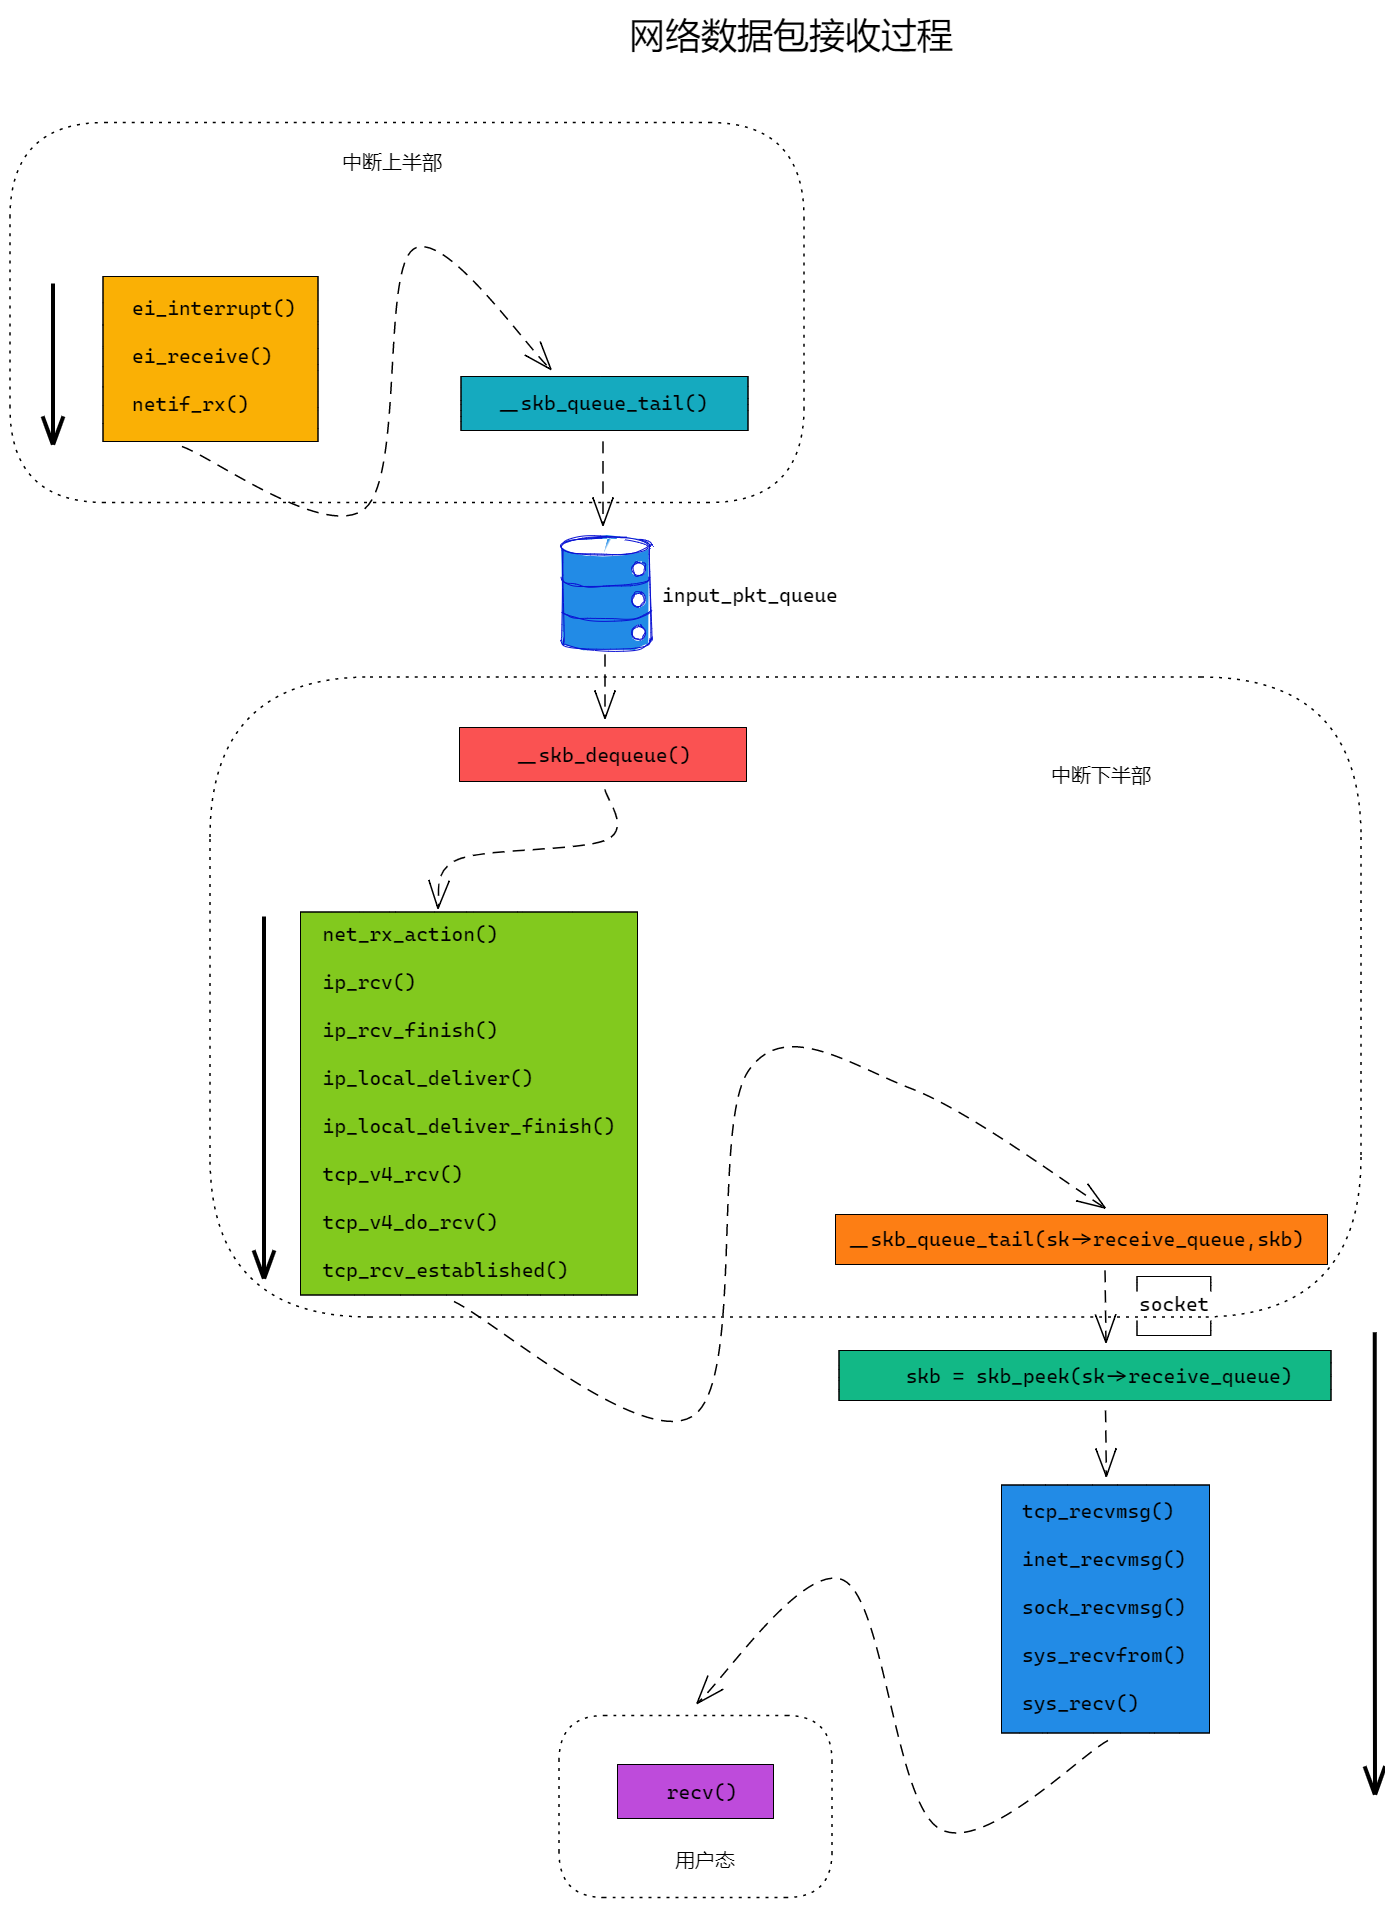 网络数据包接收过程
中断上半部
ei_interrupt()
ei_receive()
netif_rx()
__skb_queue_tail()
input_pkt_queue
__skb_dequeue()
中断下半部
net_rx_action()
ip_rcv()
ip_rcv_finish()
ip_local_deliver()
ip_local_deliver_finish()
tcp_v4_rcv()
tcp_v4_do_rcv()
tcp_rcv_established()
__skb_queue_tail(sk->receive_queue,skb)
socket
skb = skb_peek(sk->receive_queue)
tcp_recvmsg()
inet_recvmsg()
sock_recvmsg()
sys_recvfrom()
sys_recv()
recv()
用户态